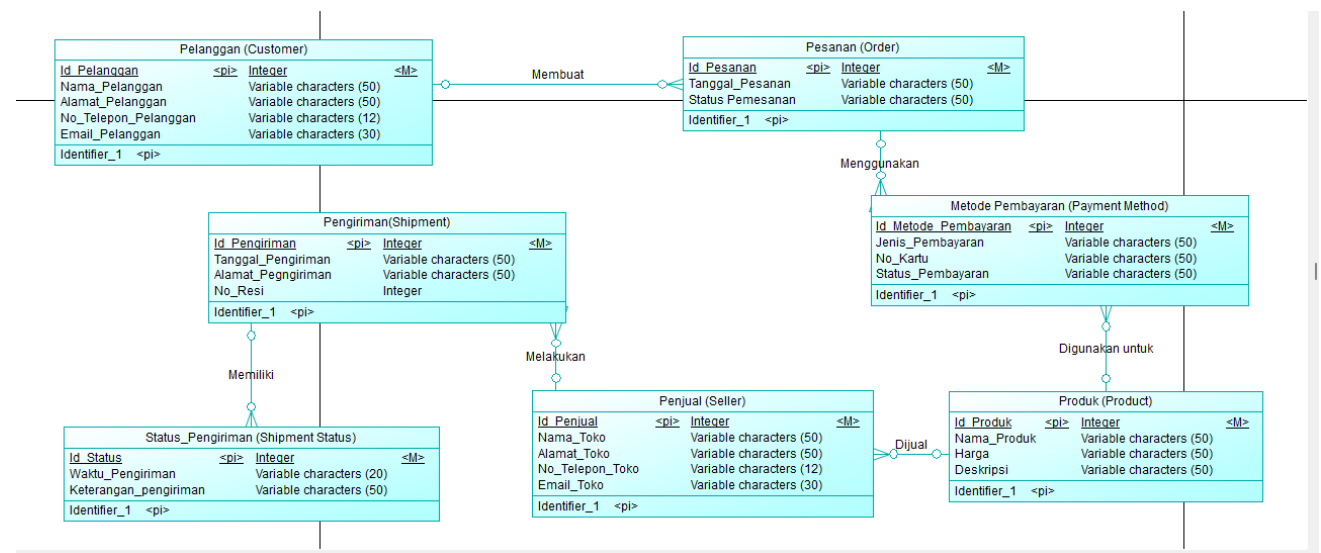 Pelanggan (Customer)
Id_Pelanggan <pi> Integer <M>
Nama_Pelanggan Variable characters (50)
Alamat_Pelanggan Variable characters (50)
No_Telepon_Pelanggan Variable characters (12)
Email_Pelanggan Variable characters (30)
Identifier_1 <pi>
Membuat
Pesanan (Order)
Id_Pesanan <pi> Integer <M>
Tanggal_Pesanan Variable characters (50)
Status Pemesanan Variable characters (50)
Identifier_1 <pi>
Menggunakan
Pengiriman(Shipment)
Id_Pengiriman <pi> Integer <M>
Tanggal_Pengiriman Variable characters (50)
Alamat_Pegngiriman Variable characters (50)
No_Resi Integer
Identifier_1 <pi>
Metode Pembayaran (Payment Method)
Id_Metode_Pembayaran <pi> Integer <M>
Jenis_Pembayaran Variable characters (50)
No_Kartu Variable characters (50)
Status_Pembayaran Variable characters (50)
Identifier_1 <pi>
Memiliki
Melakukan
Digunakan untuk
Status_Pengiriman (Shipment Status)
Id_Status <pi> Integer <M>
Waktu_Pengiriman Variable characters (20)
Keterangan_pengiriman Variable characters (50)
Identifier_1 <pi>
Penjual (Seller)
Id_Penjual <pi> Integer <M>
Nama_Toko Variable characters (50)
Alamat_Toko Variable characters (50)
No_Telepon_Toko Variable characters (12)
Email_Toko Variable characters (30)
Identifier_1 <pi>
Dijual
Produk (Product)
Id_Produk <pi> Integer <M>
Nama_Produk Variable characters (50)
Harga Variable characters (50)
Deskripsi Variable characters (50)
Identifier_1 <pi>